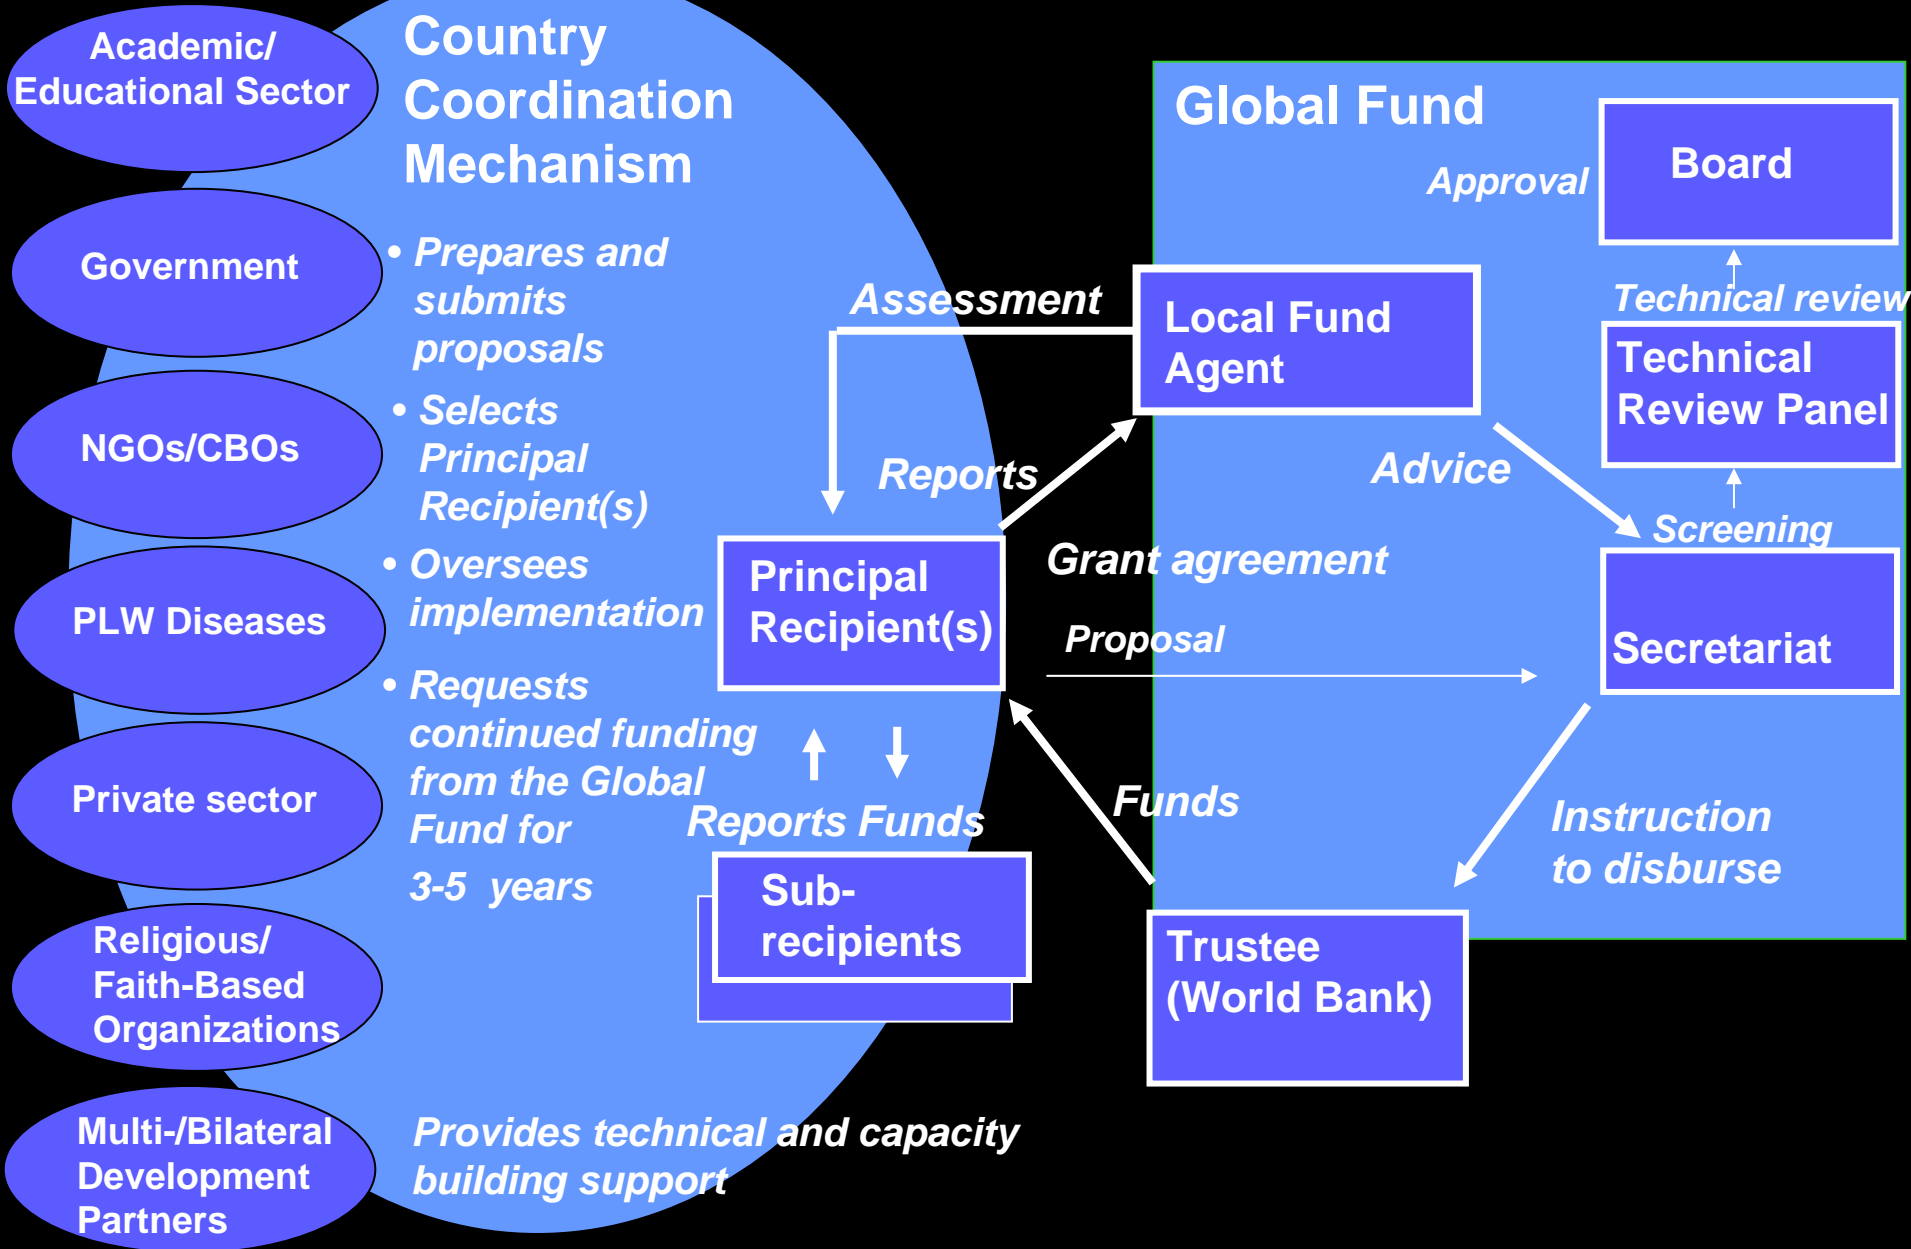 Academic/
Educational Sector
Government
NGOs/CBOs
PLW Diseases
Private sector
Religious/
Faith-Based
Organizations
Multi-/Bilateral
Development
Partners
Country
Coordination
Mechanism
• Prepares and
submits
proposals
• Selects
Principal
Recipient(s)
• Oversees
implementation
• Requests
continued funding
from the Global
Fund for
3-5 years
Provides technical and capacity
building support
Assessment
Reports
Principal
Recipient(s)
Reports Funds
Sub-
recipients
Grant agreement
Proposal
Funds
Global Fund
Local Fund
Agent
Advice
Approval
Board
Technical review
Technical
Review Panel
Screening
Secretariat
Instruction
to disburse
Trustee
(World Bank)